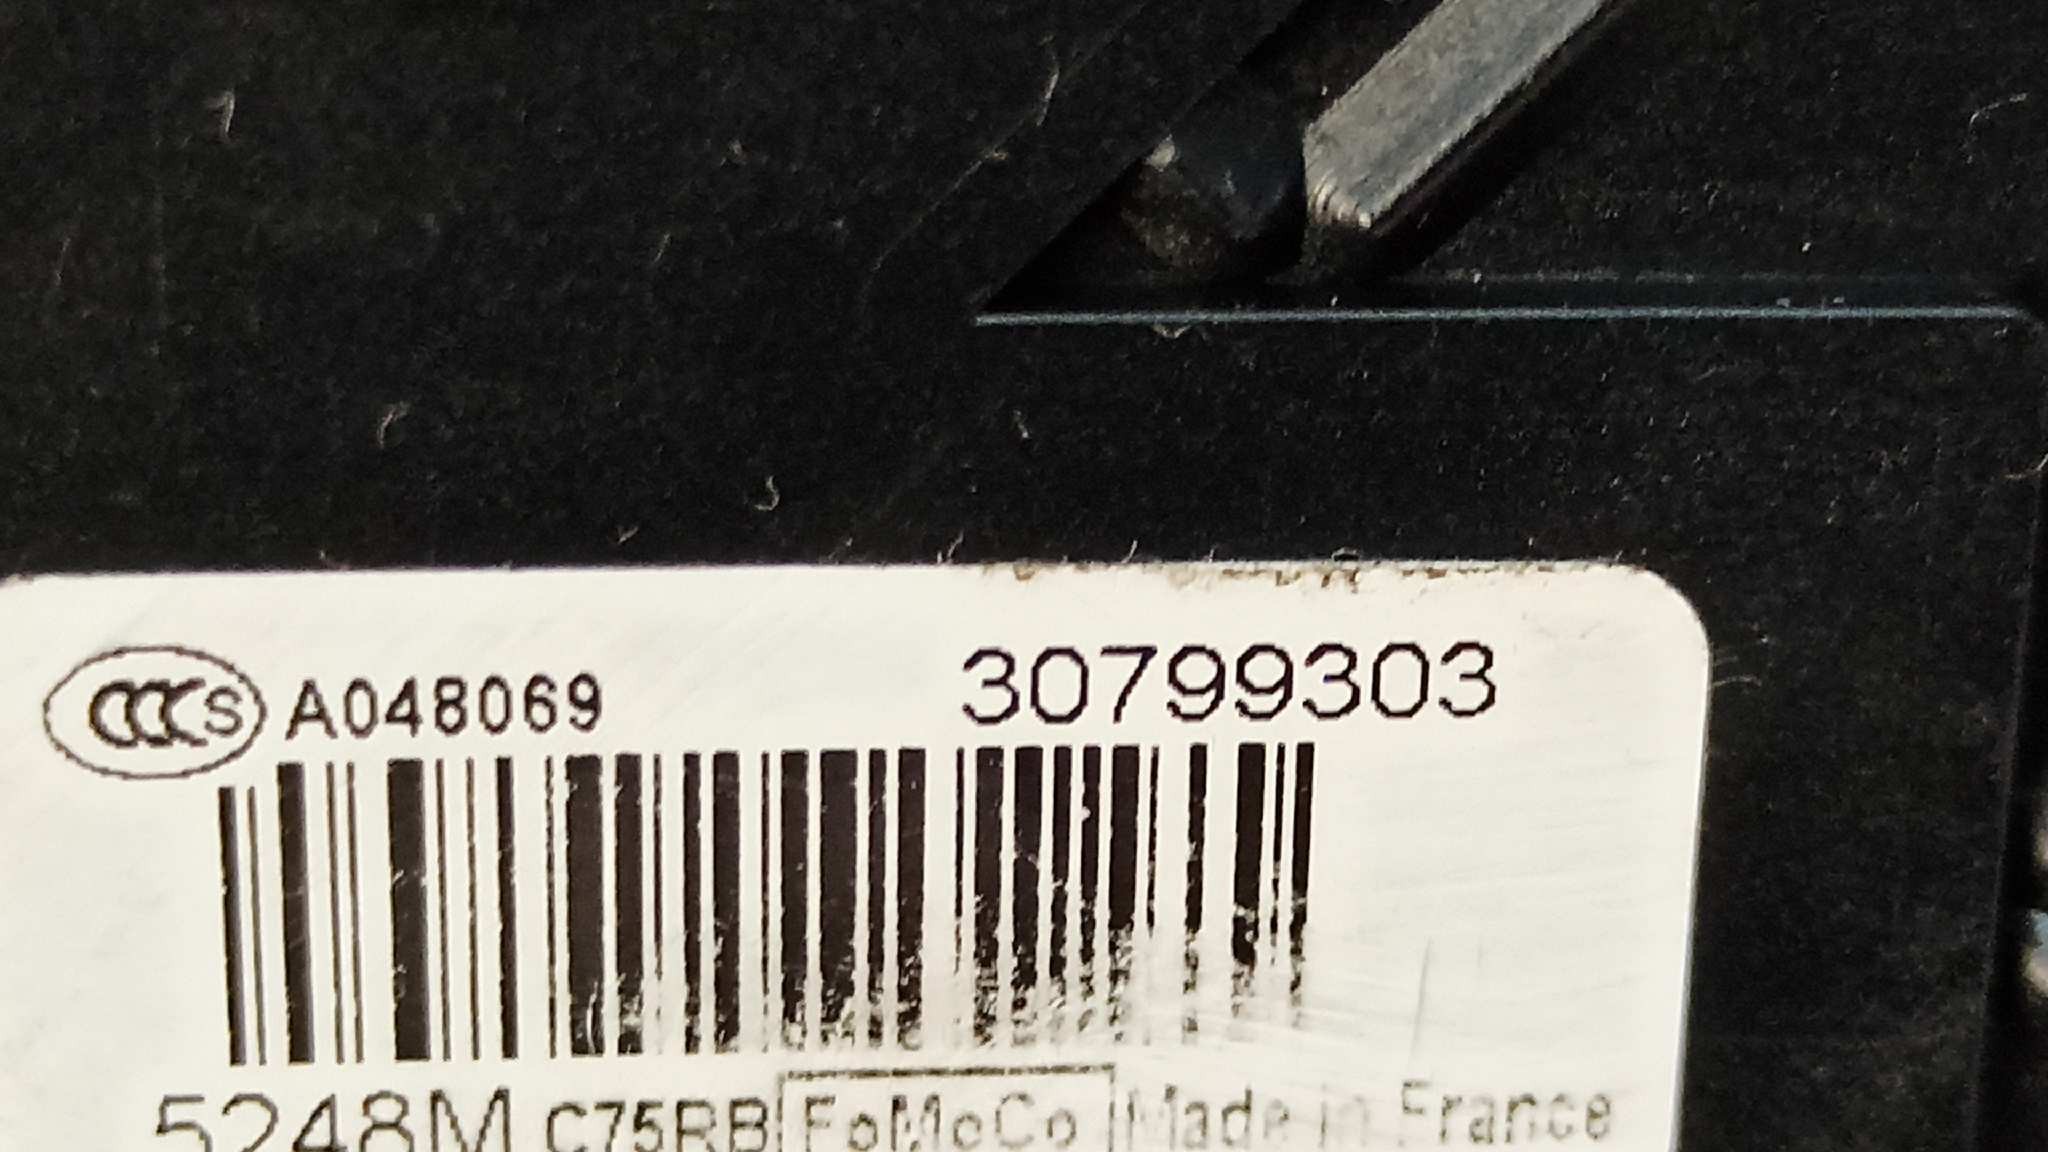 CCCS A048069 30799303
5248M C75RB FoMoCo Made in France